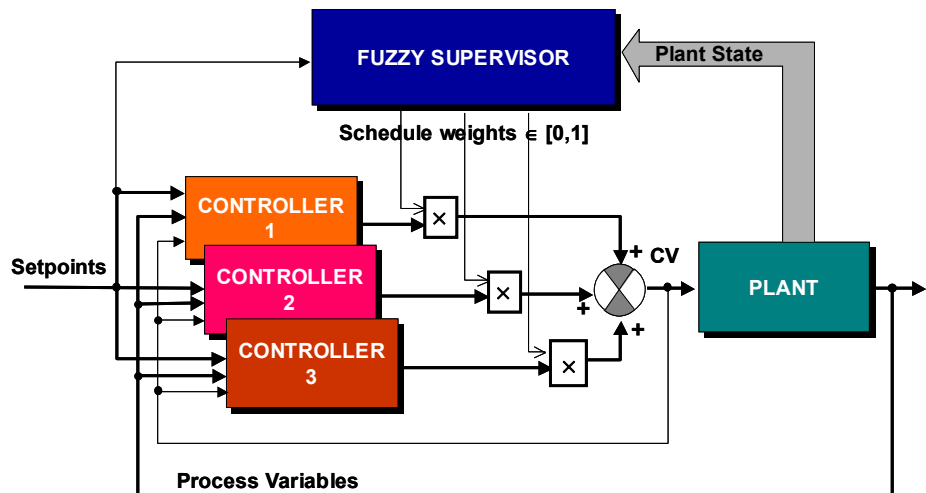 FUZZY SUPERVISOR
Plant State
Schedule weights ∈ [0,1]
CONTROLLER
1
×
Setpoints
CONTROLLER
2
×
+
CV
+
PLANT
CONTROLLER
3
×
+
Process Variables